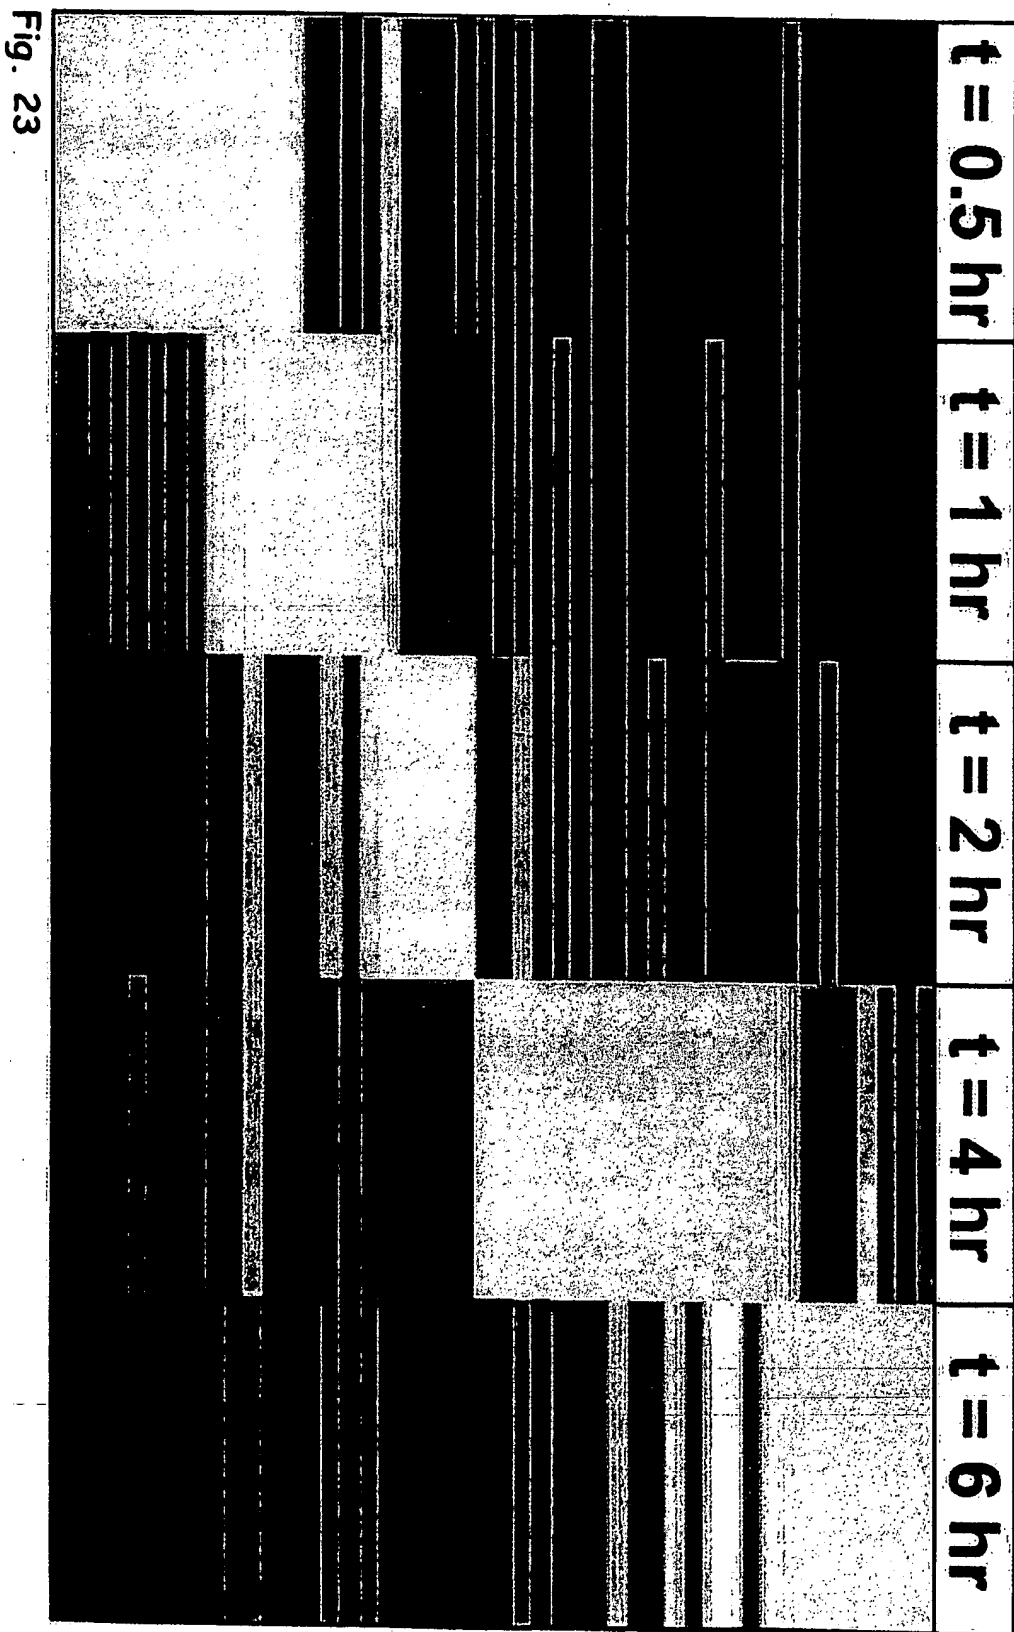 t = 0.5 hr
t = 1 hr
t = 2 hr
t = 4 hr
t = 6 hr
Fig. 23